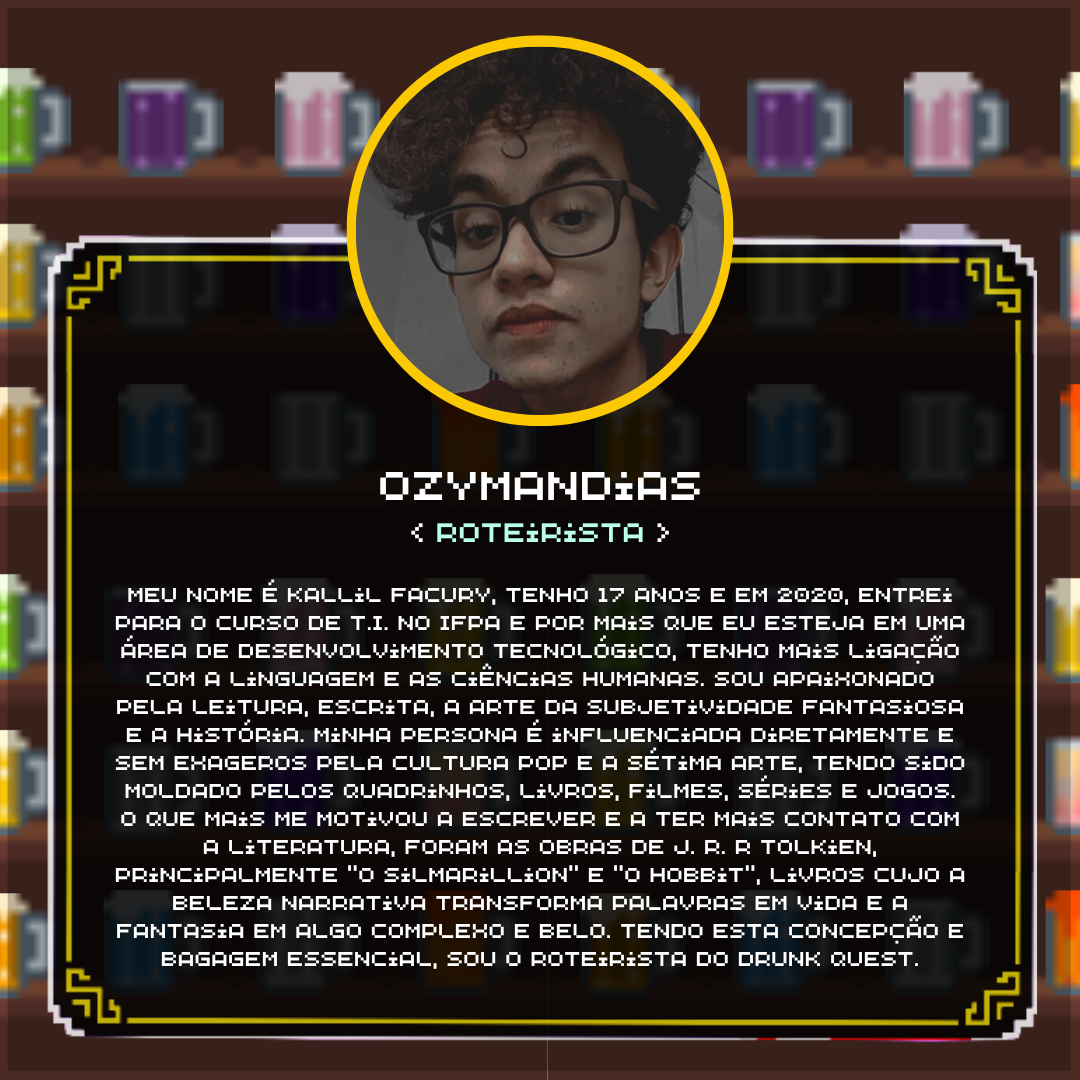 OZYMANDiAS
< ROTEiRiSTA >
MEU NOME É KALLiL FACURY, TENHO 17 ANOS E EM 2020, ENTREi
PARA O CURSO DE T.I. NO IFPA E POR MAiS QUE EU ESTEJA EM UMA
ÁREA DE DESENVOLViMENTO TECNOLÓGiCO, TENHO MAiS LiGAÇÃO
COM A LiNGUAGEM E AS CiÊNCiAS HUMANAS. SOU APAiXONADO
PELA LEiTURA, ESCRiTA, A ARTE DA SUBJETiViDADE FANTASiOSA
E A HiSTÓRiA. MiNHA PERSONA É iNFLUENCiADA DiRETAMENTE E
SEM EXAGEROS PELA CULTURA POP E A SÉTiMA ARTE, TENDO SiDO
MOLDADO PELOS QUADRiNHOS, LiVROS, FiLMES, SÉRiES E JOGOS.
O QUE MAiS ME MOTiVOU A ESCREVER E A TER MAiS CONTATO COM
A LiTERATURA, FORAM AS OBRAS DE J. R. R TOLKiEN,
PRiNCiPALMENTE "O SiLMARiLLiON" E "O HOBBiT", LiVROS CUJO A
BELEZA NARRATiVA TRANSFORMA PALAVRAS EM ViDA E A
FANTASiA EM ALGO COMPLEXO E BELO. TENDO ESTA CONCEPÇÃO E
BAGAGEM ESSENCiAL, SOU O ROTEiRiSTA DO DRUNK QUEST.